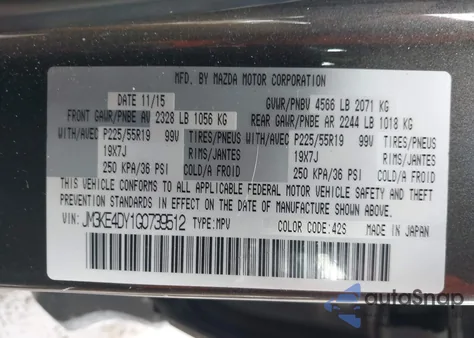 MFD. BY MAZDA MOTOR CORPORATION
DATE 11/15 GVWR/PNBV 4566 LB 2071 KG
FRONT GAWR/PNBE AV 2328 LB 1056 KG REAR GAWR/PNBE AR 2244 LB 1018 KG
WITH/AVEC P225/55R19 99V TIRES/PNEUS WITH/AVEC P225/55R19 99V TIRES/PNEUS
19X7J RIMS/JANTES 19X7J RIMS/JANTES
250 KPA/36 PSI COLD/A FROID 250 KPA/36 PSI COLD/A FROID
THIS VEHICLE CONFORMS TO ALL APPLICABLE FEDERAL MOTOR VEHICLE SAFETY AND THEFT PREVENTION
STANDARDS IN EFFECT ON THE DATE OF MANUFACTURE SHOWN ABOVE.
VIN: JM3KE4DY1G0739512 TYPE:MPV COLOR CODE:42S MADE IN JAPAN
autoSnap